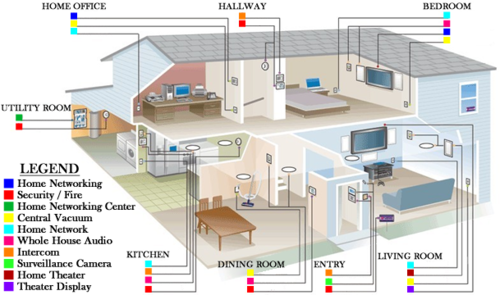 HOME OFFICE
HALLWAY
BEDROOM
UTILITY ROOM
LEGEND
Home Networking
Security / Fire
Home Networking Center
Central Vacuum
Home Network
Whole House Audio
Intercom
Surveillance Camera
Home Theater
Theater Display
KITCHEN
DINING ROOM
ENTRY
LIVING ROOM